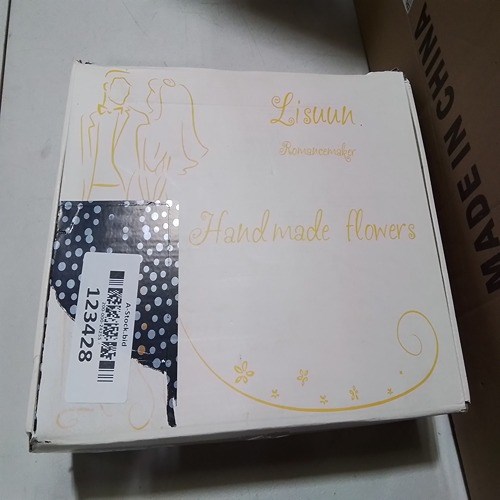 Lisuun.
Romancemaker
Handmade flowers
A-Stock.bid
123428
MADE IN CHINA